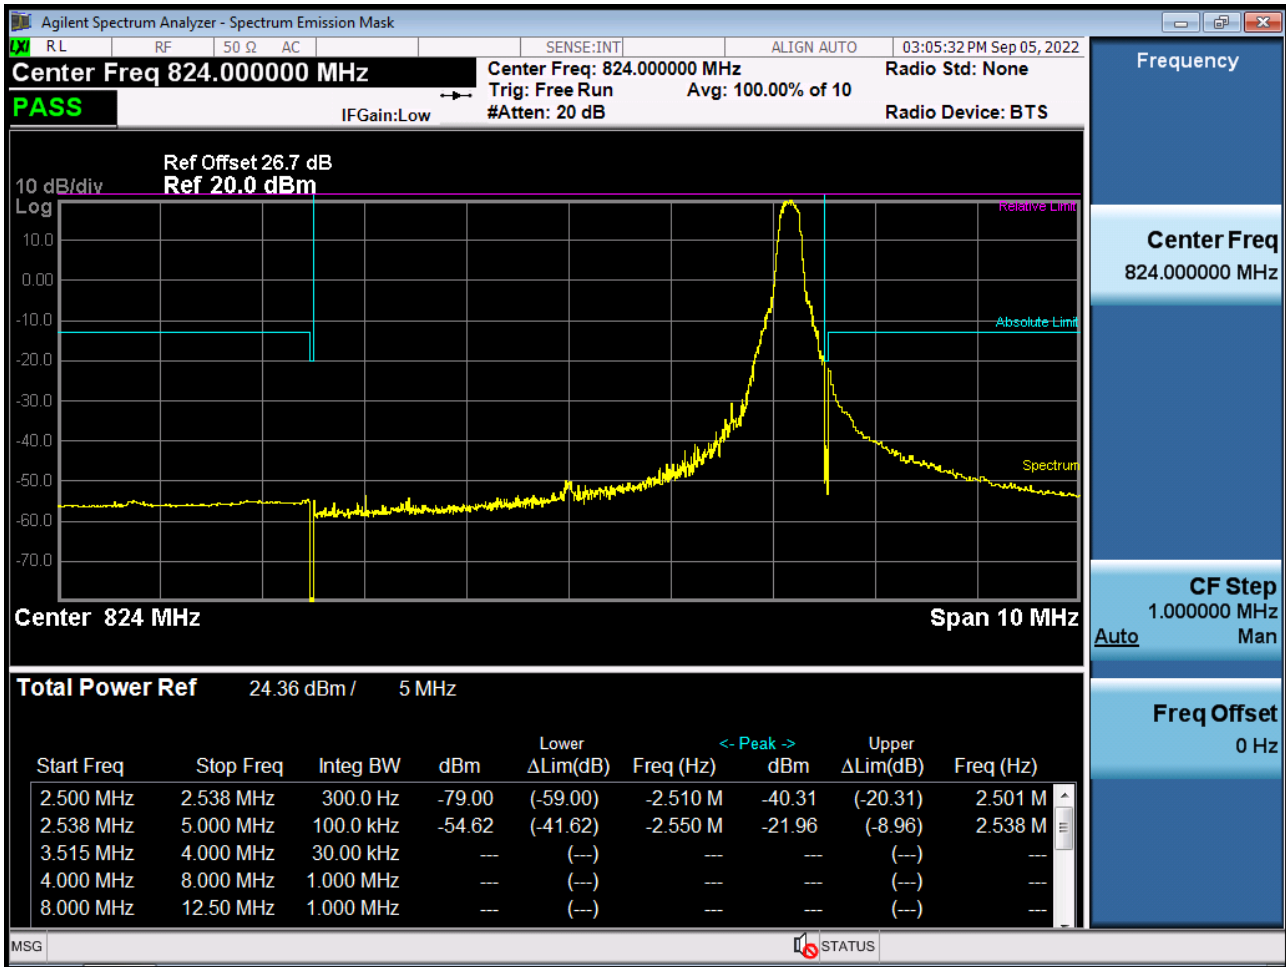 Agilent Spectrum Analyzer - Spectrum Emission Mask
LXI RL RF 50 Ω AC SENSE:INT ALIGN AUTO 03:05:32 PM Sep 05, 2022
Center Freq 824.000000 MHz
Center Freq: 824.000000 MHz Radio Std: None
PASS
Trig: Free Run Avg: 100.00% of 10
IFGain:Low #Atten: 20 dB Radio Device: BTS
Ref Offset 26.7 dB
10 dB/div Ref 20.0 dBm
Log
Relative Limit
10.0
0.00
-10.0
Absolute Limit
-20.0
-30.0
-40.0
Spectrum
-50.0
-60.0
-70.0
Center 824 MHz Span 10 MHz
Total Power Ref 24.36 dBm / 5 MHz
Lower <- Peak -> Upper
Start Freq Stop Freq Integ BW dBm ΔLim(dB) Freq (Hz) dBm ΔLim(dB) Freq (Hz)
2.500 MHz 2.538 MHz 300.0 Hz -79.00 (-59.00) -2.510 M -40.31 (-20.31) 2.501 M
2.538 MHz 5.000 MHz 100.0 kHz -54.62 (-41.62) -2.550 M -21.96 (-8.96) 2.538 M
3.515 MHz 4.000 MHz 30.00 kHz --- (---) --- --- (---) ---
4.000 MHz 8.000 MHz 1.000 MHz --- (---) --- --- (---) ---
8.000 MHz 12.50 MHz 1.000 MHz --- (---) --- --- (---) ---
MSG STATUS
Frequency
Center Freq
824.000000 MHz
CF Step
1.000000 MHz
Auto Man
Freq Offset
0 Hz